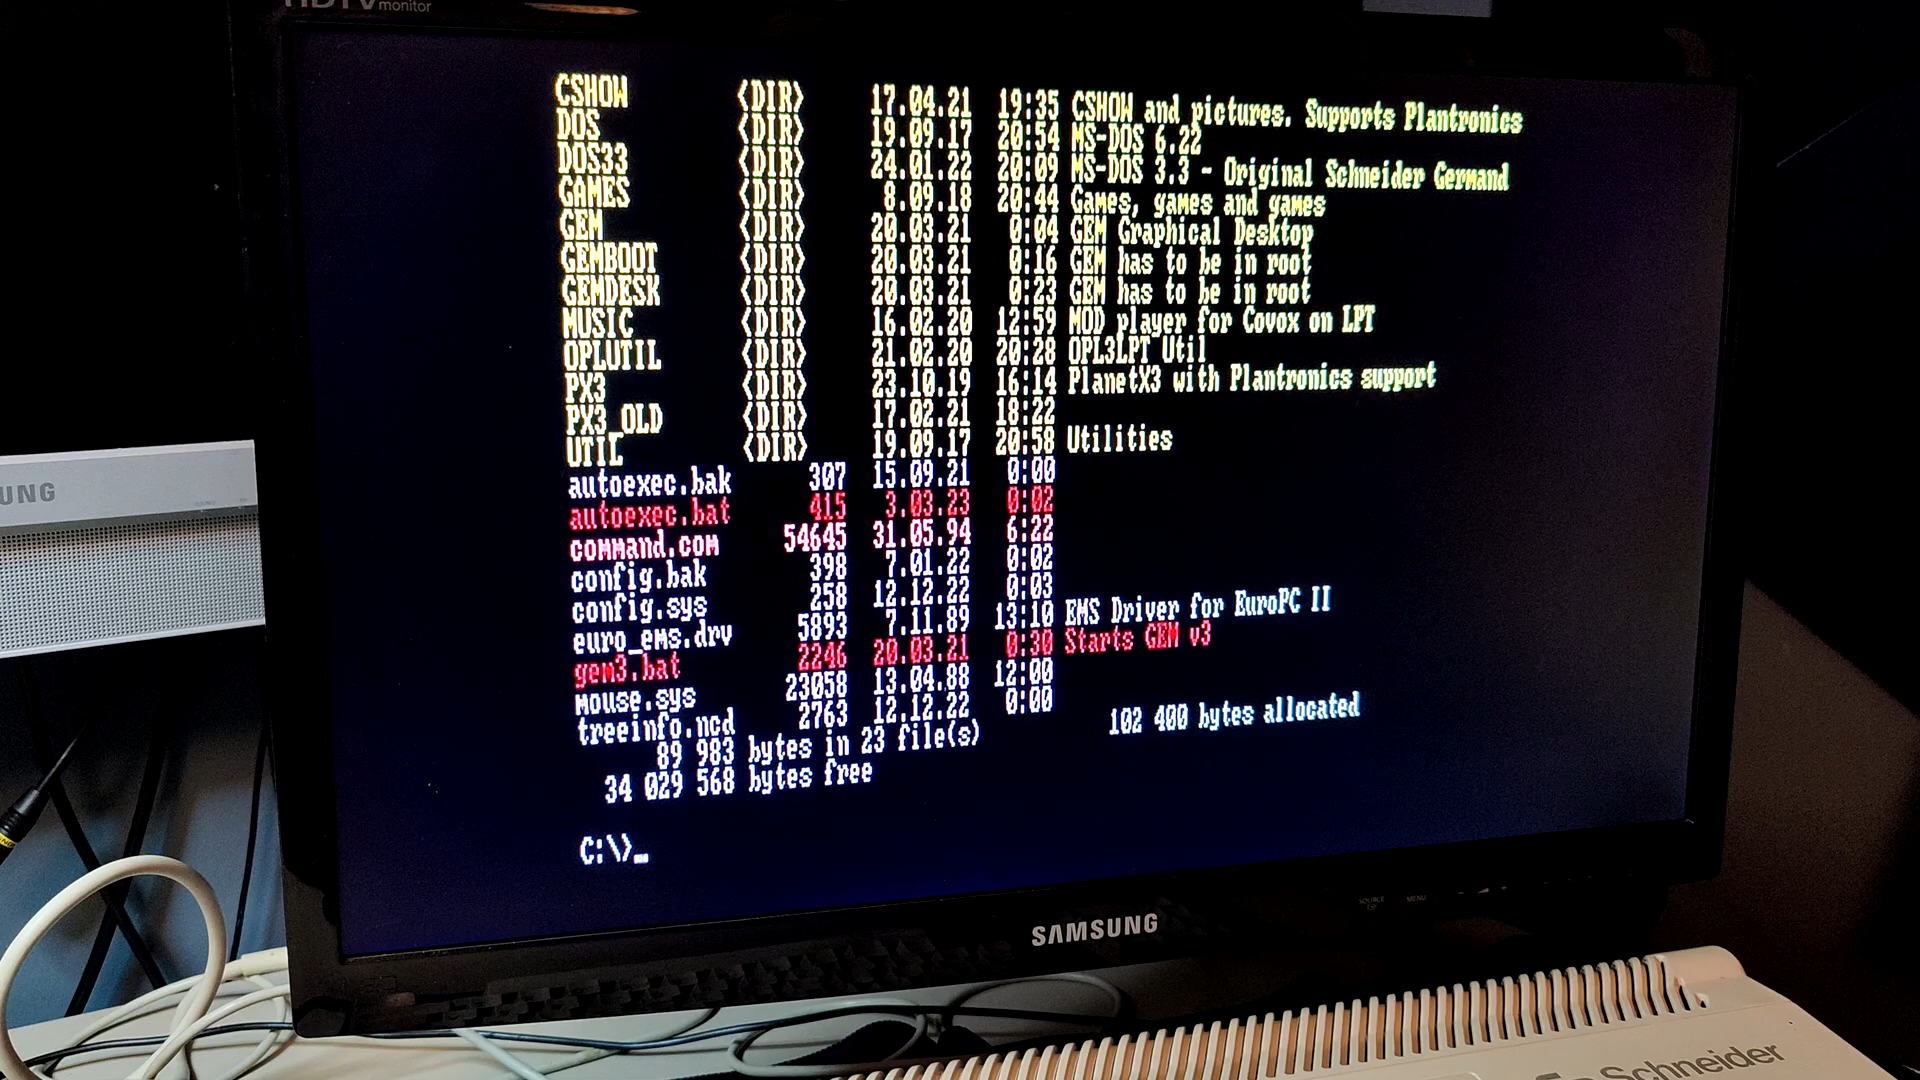 HDTV monitor
CSHOW <DIR> 17.04.21 19:35 CSHOW and pictures. Supports Plantronics
DOS <DIR> 19.09.17 20:54 MS-DOS 6.22
DOS33 <DIR> 24.01.22 20:09 MS-DOS 3.3 - Original Schneider Germand
GAMES <DIR> 8.09.18 20:44 Games, games and games
GEM <DIR> 20.03.21 0:04 GEM Graphical Desktop
GEMBOOT <DIR> 20.03.21 0:16 GEM has to be in root
GEMDESK <DIR> 20.03.21 0:23 GEM has to be in root
MUSIC <DIR> 16.02.20 12:59 MOD player for Covox on LPT
OPLUTIL <DIR> 21.02.20 20:28 OPL3LPT Util
PX3 <DIR> 23.10.19 16:14 PlanetX3 with Plantronics support
PX3_OLD <DIR> 17.02.21 18:22
UTIL <DIR> 19.09.17 20:58 Utilities
autoexec.bak 307 15.09.21 0:00
autoexec.bat 415 3.03.23 0:02
command.com 54645 31.05.94 6:22
config.bak 398 7.01.22 0:02
config.sys 258 12.12.22 0:03
euro_ems.drv 5893 7.11.89 13:10 EMS Driver for EuroPC II
gem3.bat 2246 20.03.21 0:30 Starts GEM v3
mouse.sys 23058 13.04.88 12:00
treeinfo.ncd 2763 12.12.22 0:00
89 983 bytes in 23 file(s) 102 400 bytes allocated
34 029 568 bytes free
C:\>_
UNG
SOURCE MENU
SAMSUNG
Schneider